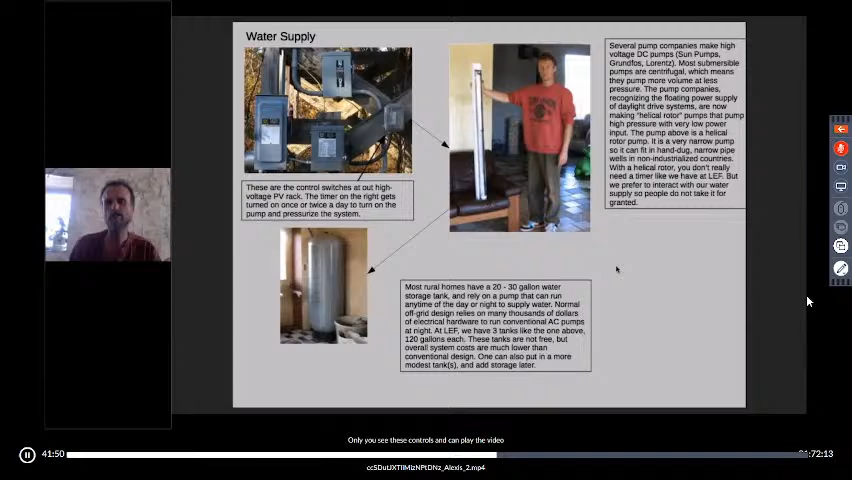 Water Supply
Several pump companies make high
voltage DC pumps (Sun Pumps,
Grundfos, Lorentz). Most submersible
pumps are centrifugal, which means
they pump more volume at less
pressure. The pump companies,
recognizing the floating power supply
of daylight drive systems, are now
making "helical rotor" pumps that pump
high pressure with very low power
input. The pump above is a helical
rotor pump. It is a very narrow pump
so it can fit in hand-dug, narrow pipe
wells in non-industrialized countries.
With a helical rotor, you don't really
need a timer like we have at LEF. But
we prefer to interact with our water
supply so people do not take it for
granted.
These are the control switches at out high-
voltage PV rack. The timer on the right gets
turned on once or twice a day to turn on the
pump and pressurize the system.
Most rural homes have a 20 - 30 gallon water
storage tank, and rely on a pump that can run
anytime of the day or night to supply water. Normal
off-grid design relies on many thousands of dollars
of electrical hardware to run conventional AC pumps
at night. At LEF, we have 3 tanks like the one above,
120 gallons each. These tanks are not free, but
overall system costs are much lower than
conventional design. One can also put in a more
modest tank(s), and add storage later.
Only you see these controls and can play the video
41:50
72:13